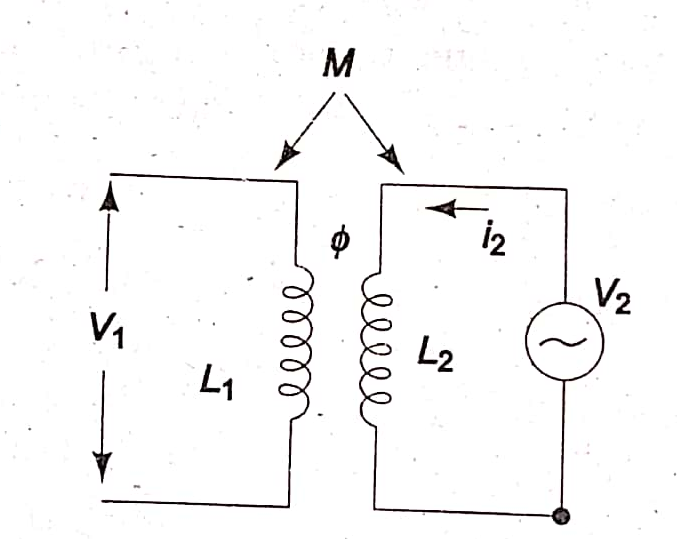 M
ϕ
i₂
V₂
V₁
L₁
L₂